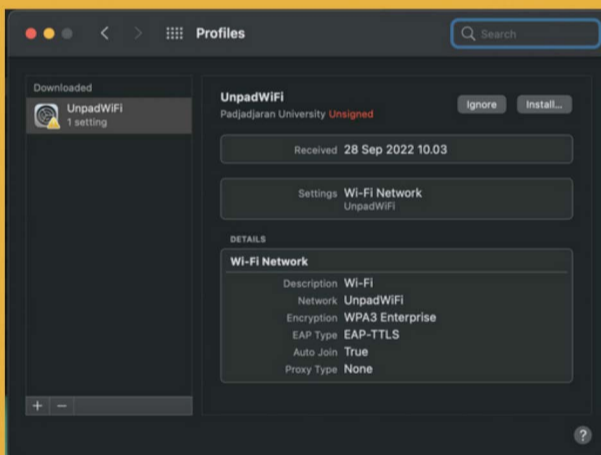 Profiles
Search
Downloaded
UnpadWiFi
1 setting
UnpadWiFi
Padjadjaran University Unsigned
Ignore
Install...
Received 28 Sep 2022 10.03
Settings Wi-Fi Network
UnpadWiFi
DETAILS
Wi-Fi Network
Description Wi-Fi
Network UnpadWiFi
Encryption WPA3 Enterprise
EAP Type EAP-TTLS
Auto Join True
Proxy Type None
+ −
?